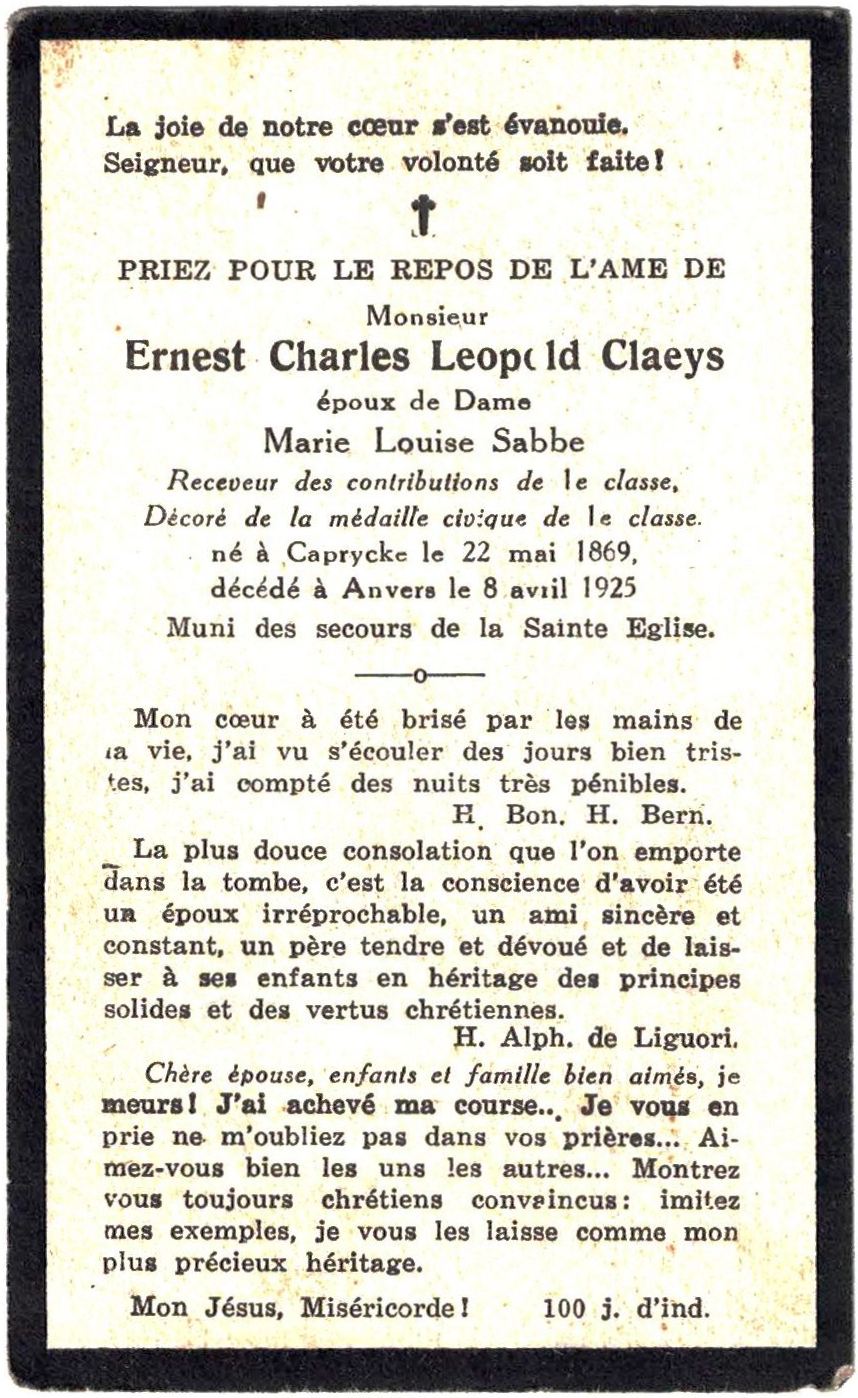 La joie de notre cœur s'est évanouie.
Seigneur, que votre volonté soit faite!
PRIEZ POUR LE REPOS DE L'AME DE
Monsieur
Ernest Charles Leopold Claeys
époux de Dame
Marie Louise Sabbe
Receveur des contributions de 1e classe,
Décoré de la médaille civique de 1e classe.
né à Caprycke le 22 mai 1869,
décédé à Anvers le 8 avril 1925
Muni des secours de la Sainte Eglise.
—o—
Mon cœur à été brisé par les mains de
la vie, j'ai vu s'écouler des jours bien tris-
tes, j'ai compté des nuits très pénibles.
H. Bon. H. Bern.
La plus douce consolation que l'on emporte
dans la tombe, c'est la conscience d'avoir été
un époux irréprochable, un ami sincère et
constant, un père tendre et dévoué et de lais-
ser à ses enfants en héritage des principes
solides et des vertus chrétiennes.
H. Alph. de Liguori.
Chère épouse, enfants et famille bien aimés, je
meurs! J'ai achevé ma course... Je vous en
prie ne m'oubliez pas dans vos prières... Ai-
mez-vous bien les uns les autres... Montrez
vous toujours chrétiens convaincus: imitez
mes exemples, je vous les laisse comme mon
plus précieux héritage.
Mon Jésus, Miséricorde! 100 j. d'ind.